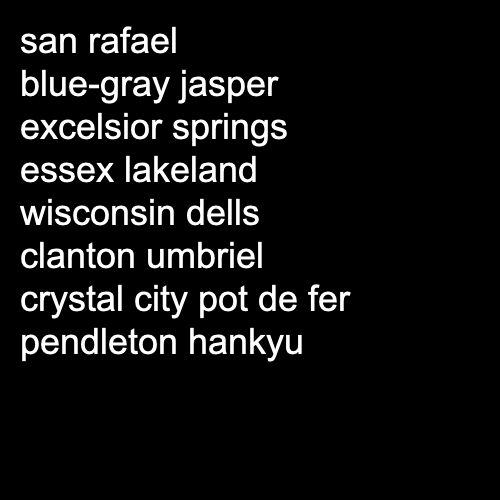 san rafael
blue-gray jasper
excelsior springs
essex lakeland
wisconsin dells
clanton umbriel
crystal city pot de fer
pendleton hankyu